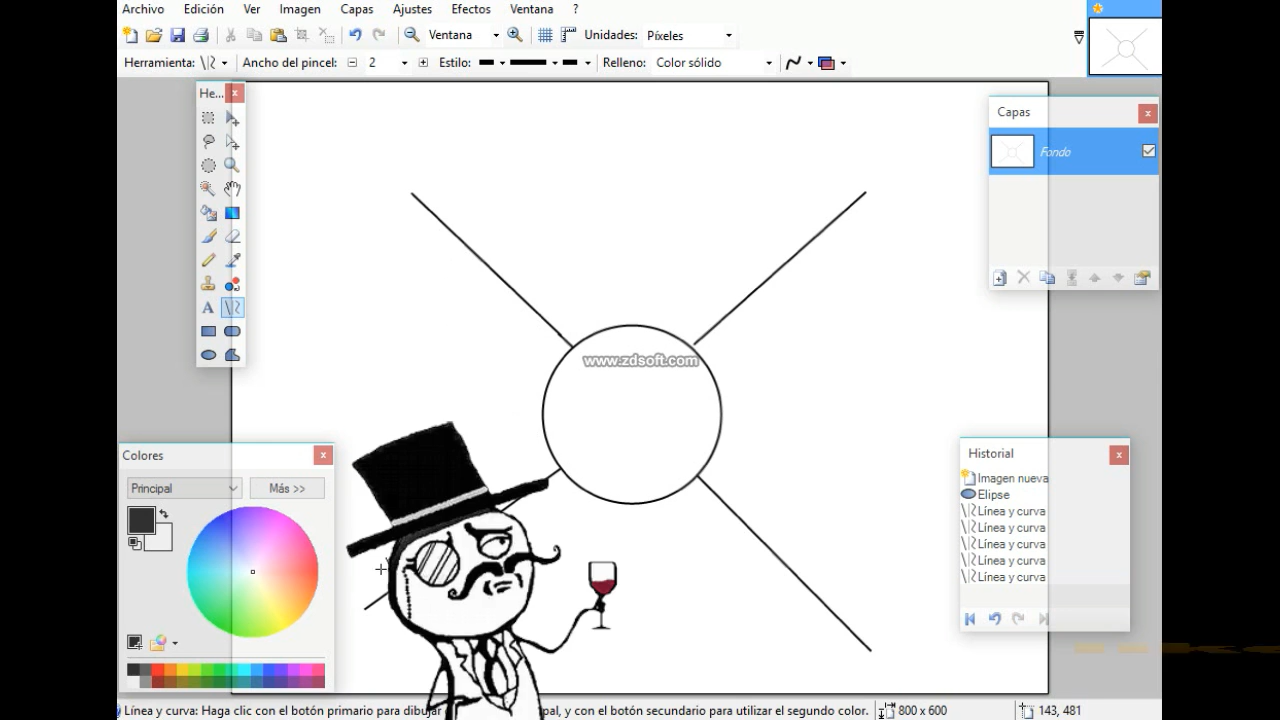 Archivo Edición Ver Imagen Capas Ajustes Efectos Ventana ?
Ventana Unidades: Píxeles
Herramienta: Ancho del pincel: 2 Estilo: Relleno: Color sólido
He...
Capas
Fondo
www.zdsoft.com
Colores
Principal Más >>
Historial
Imagen nueva
Elipse
Línea y curva
Línea y curva
Línea y curva
Línea y curva
Línea y curva
Línea y curva: Haga clic con el botón primario para dibujar pal, y con el botón secundario para utilizar el segundo color. 800 x 600 143, 481